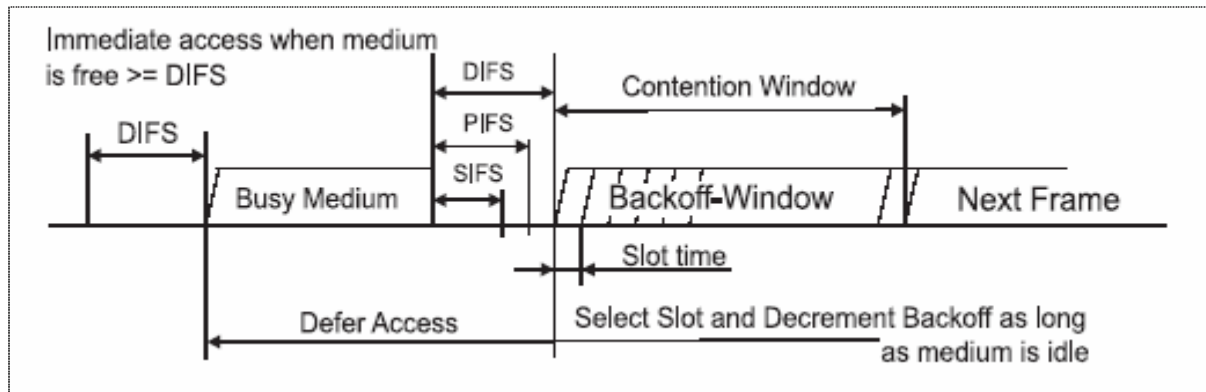 Immediate access when medium
is free >= DIFS
DIFS
DIFS
PIFS
SIFS
Contention Window
Busy Medium
Backoff-Window
Next Frame
Slot time
Defer Access
Select Slot and Decrement Backoff as long
as medium is idle